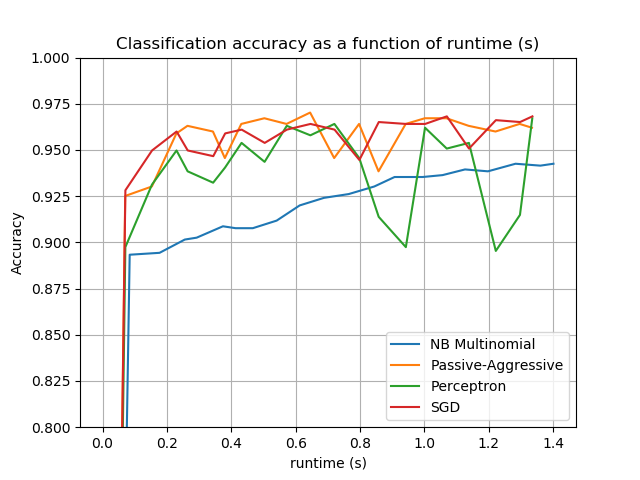 Classification accuracy as a function of runtime (s)
1.000
0.975
0.950
0.925
0.900
0.875
0.850
0.825
0.800
Accuracy
NB Multinomial
Passive-Aggressive
Perceptron
SGD
0.0 0.2 0.4 0.6 0.8 1.0 1.2 1.4
runtime (s)